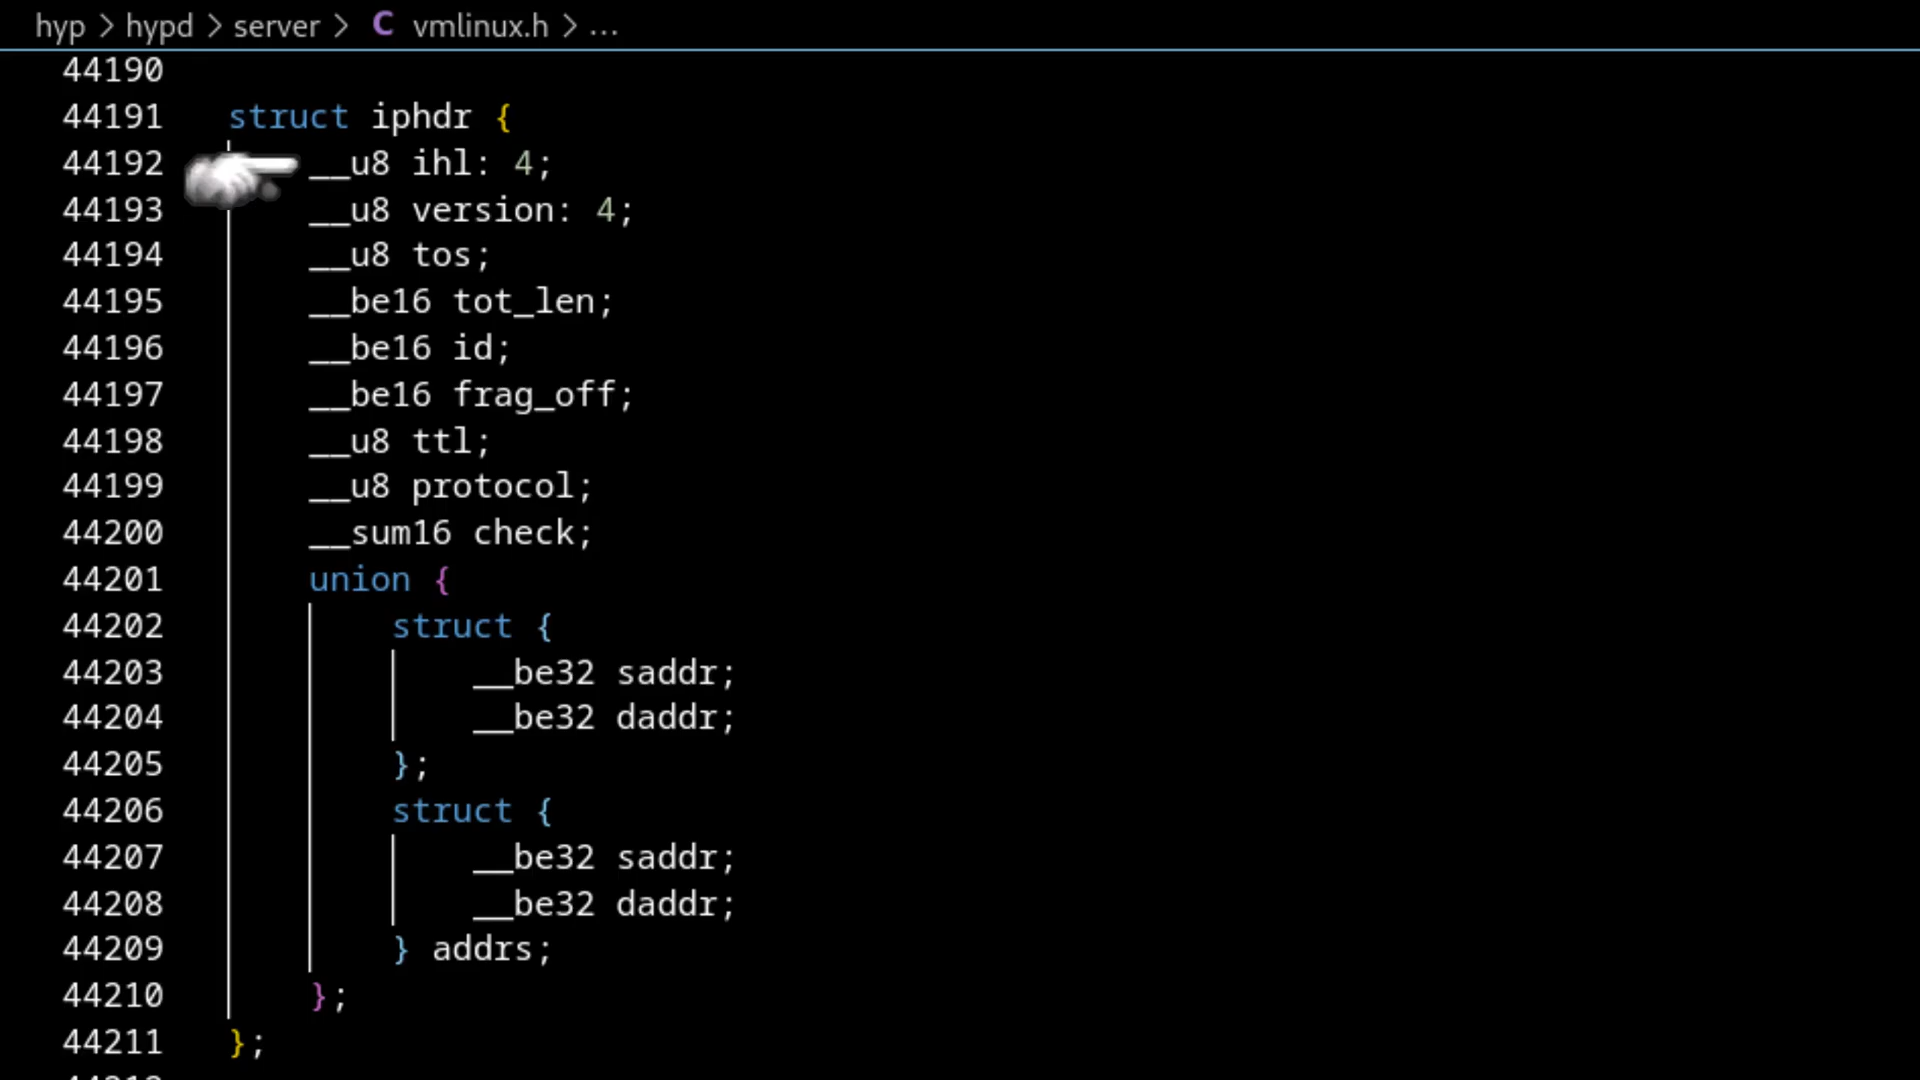 hyp > hypd > server > C vmlinux.h > ...
44190
44191 struct iphdr {
44192 __u8 ihl: 4;
44193 __u8 version: 4;
44194 __u8 tos;
44195 __be16 tot_len;
44196 __be16 id;
44197 __be16 frag_off;
44198 __u8 ttl;
44199 __u8 protocol;
44200 __sum16 check;
44201 union {
44202 struct {
44203 __be32 saddr;
44204 __be32 daddr;
44205 };
44206 struct {
44207 __be32 saddr;
44208 __be32 daddr;
44209 } addrs;
44210 };
44211 };